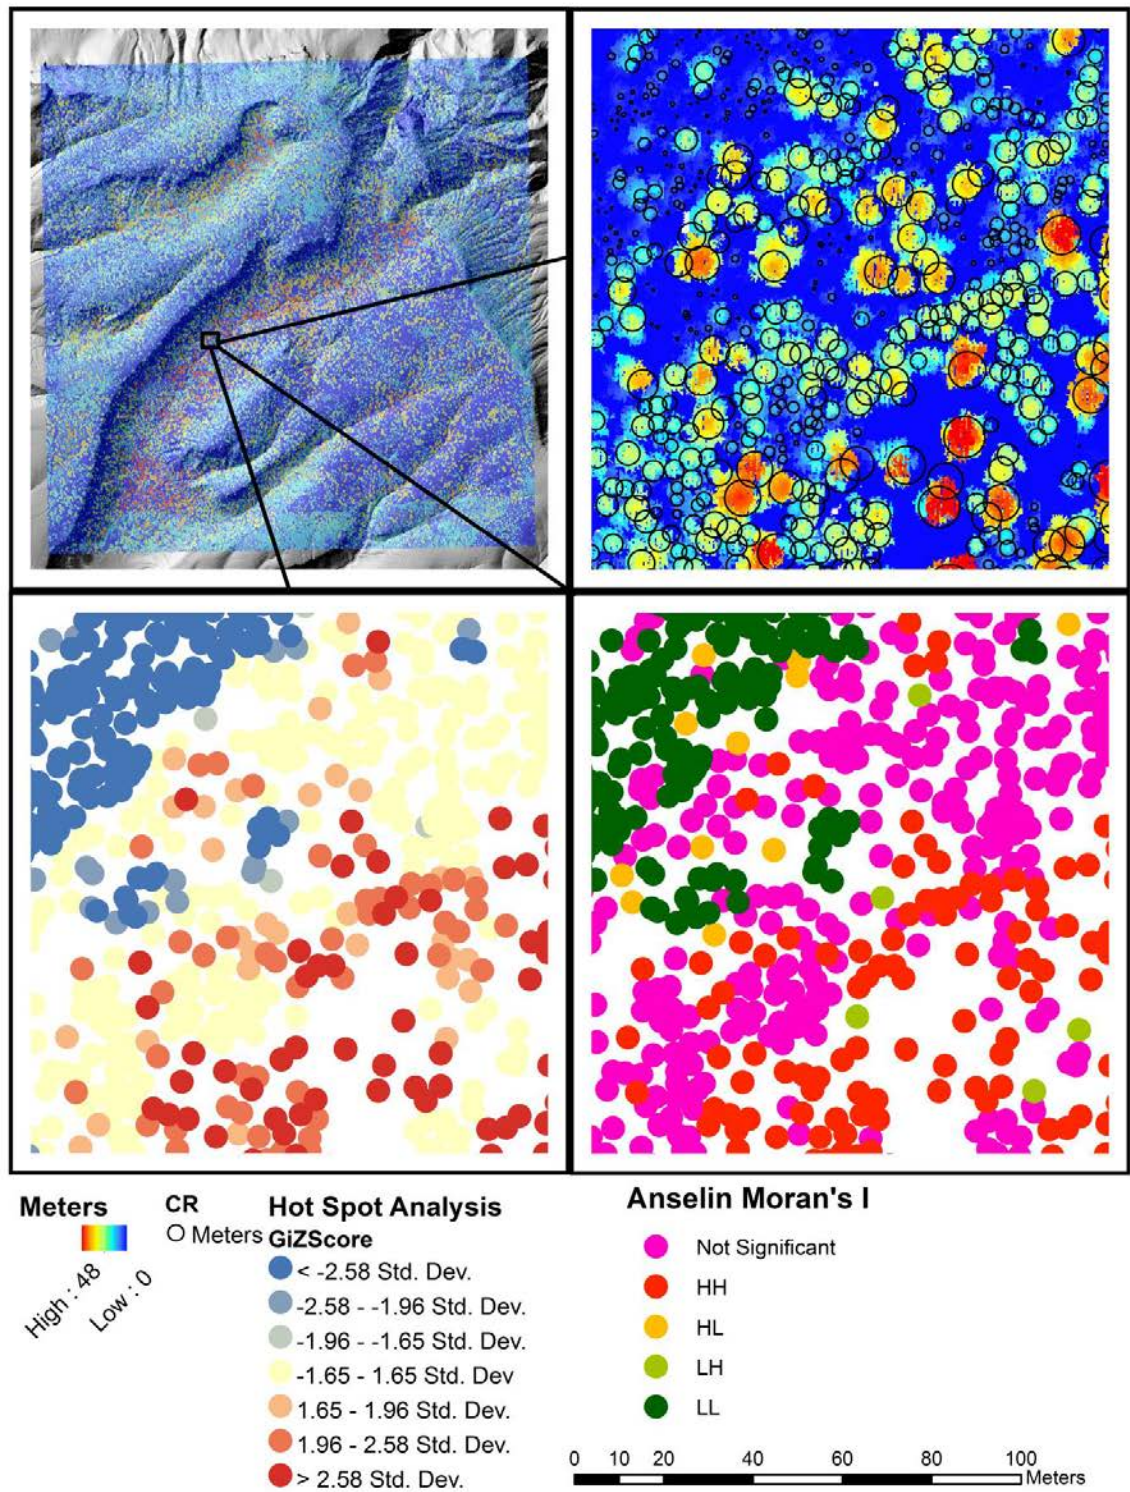 Meters
High : 48
Low : 0
CR
Meters
Hot Spot Analysis
GiZScore
< -2.58 Std. Dev.
-2.58 - -1.96 Std. Dev.
-1.96 - -1.65 Std. Dev.
-1.65 - 1.65 Std. Dev
1.65 - 1.96 Std. Dev.
1.96 - 2.58 Std. Dev.
> 2.58 Std. Dev.
Anselin Moran's I
Not Significant
HH
HL
LH
LL
0 10 20 40 60 80 100
Meters